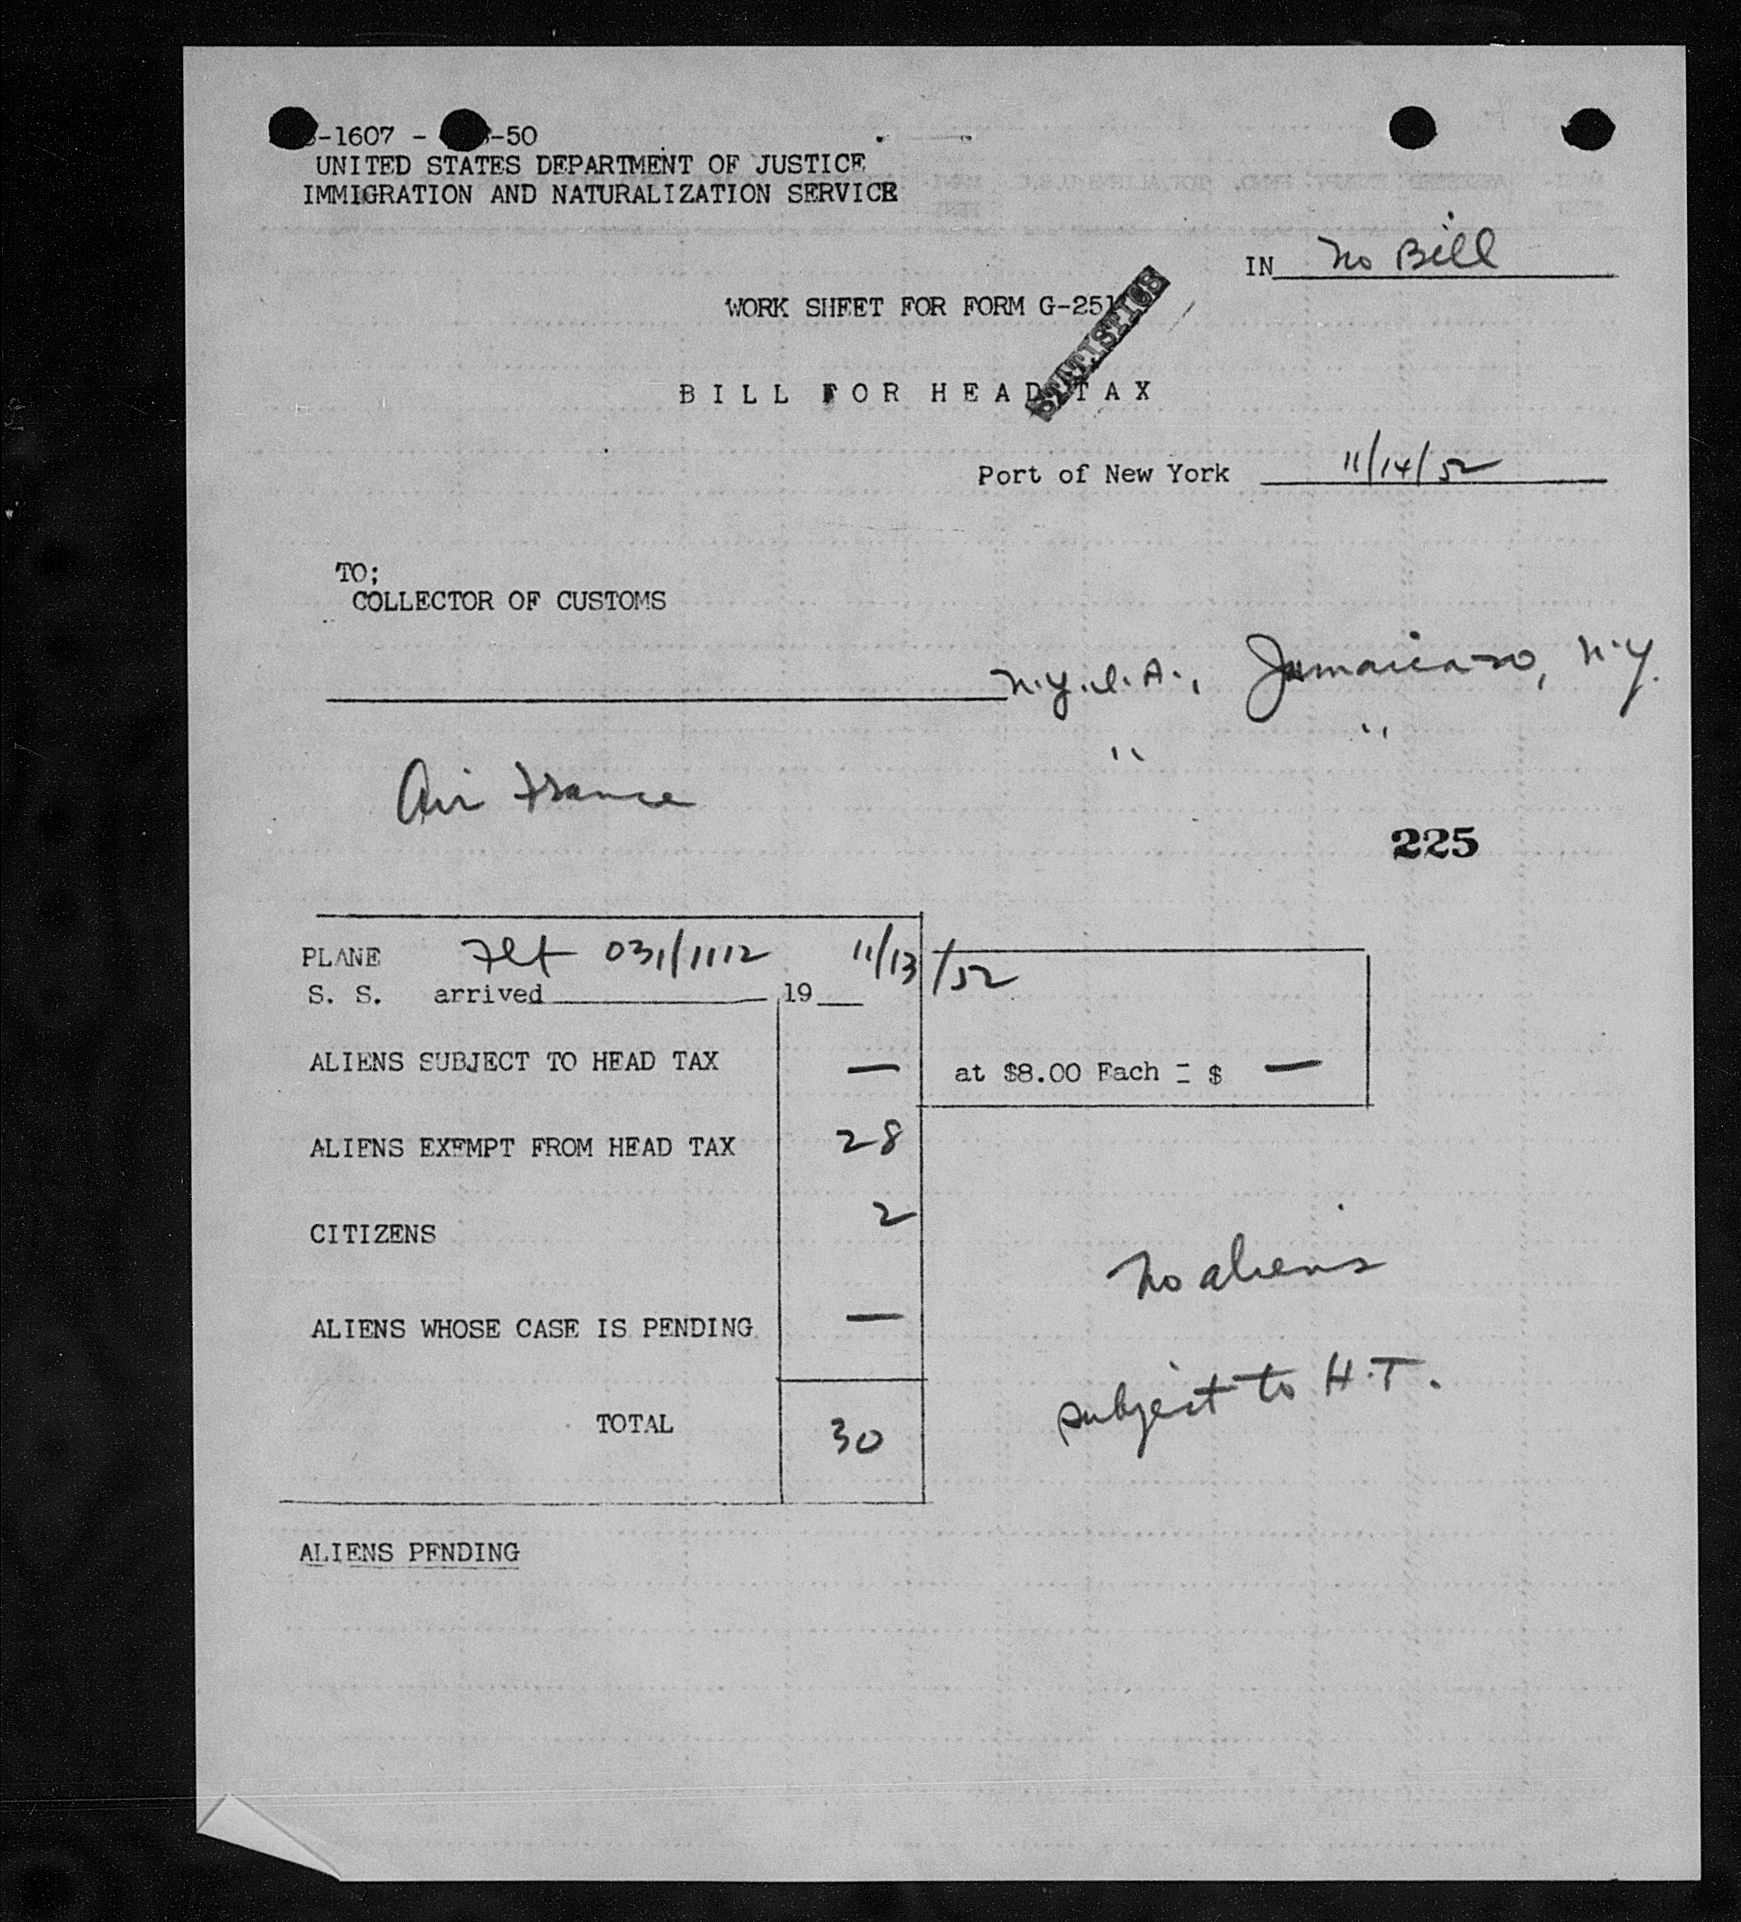 -1607 - -50
UNITED STATES DEPARTMENT OF JUSTICE
IMMIGRATION AND NATURALIZATION SERVICE
IN No Bill
WORK SHEET FOR FORM G-251
STATISTICS
BILL FOR HEAD TAX
Port of New York 11/14/52
TO;
COLLECTOR OF CUSTOMS
N.Y.I.A., Jamaica 30, N.Y.
" "
Air France
225
PLANE Flt 031/1112 11/13/52
S. S. arrived 19
ALIENS SUBJECT TO HEAD TAX — at $8.00 Each = $ —
ALIENS EXEMPT FROM HEAD TAX 28
CITIZENS 2
No aliens
ALIENS WHOSE CASE IS PENDING —
subject to H.T.
TOTAL 30
ALIENS PENDING